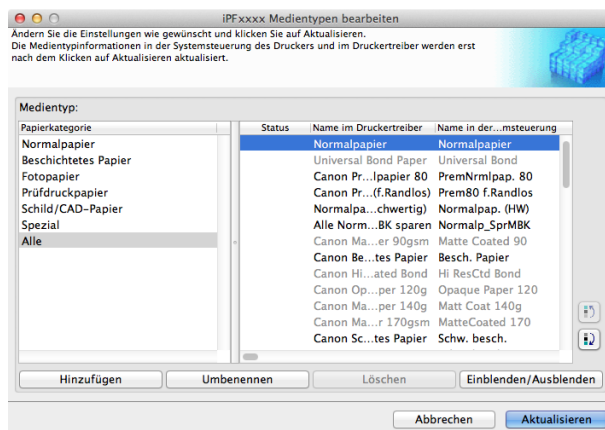 iPFxxxx Medientypen bearbeiten
Ändern Sie die Einstellungen wie gewünscht und klicken Sie auf Aktualisieren.
Die Medientypinformationen in der Systemsteuerung des Druckers und im Druckertreiber werden erst
nach dem Klicken auf Aktualisieren aktualisiert.
Medientyp:
Papierkategorie
Normalpapier
Beschichtetes Papier
Fotopapier
Prüfdruckpapier
Schild/CAD-Papier
Spezial
Alle
Status Name im Druckertreiber Name in der...msteuerung
Normalpapier Normalpapier
Universal Bond Paper Universal Bond
Canon Pr...lpapier 80 PremNrmlpap. 80
Canon Pr...(f.Randlos) Prem80 f.Randlos
Normalpa...chwertig) Normalpap. (HW)
Alle Norm...BK sparen Normalp_SprMBK
Canon Ma...er 90gsm Matte Coated 90
Canon Be...tes Papier Besch. Papier
Canon Hi...ated Bond Hi ResCtd Bond
Canon Op...per 120g Opaque Paper 120
Canon Ma...per 140g Matt Coat 140g
Canon Ma...r 170gsm MatteCoated 170
Canon Sc...tes Papier Schw. besch.
Hinzufügen Umbenennen Löschen Einblenden/Ausblenden
Abbrechen Aktualisieren